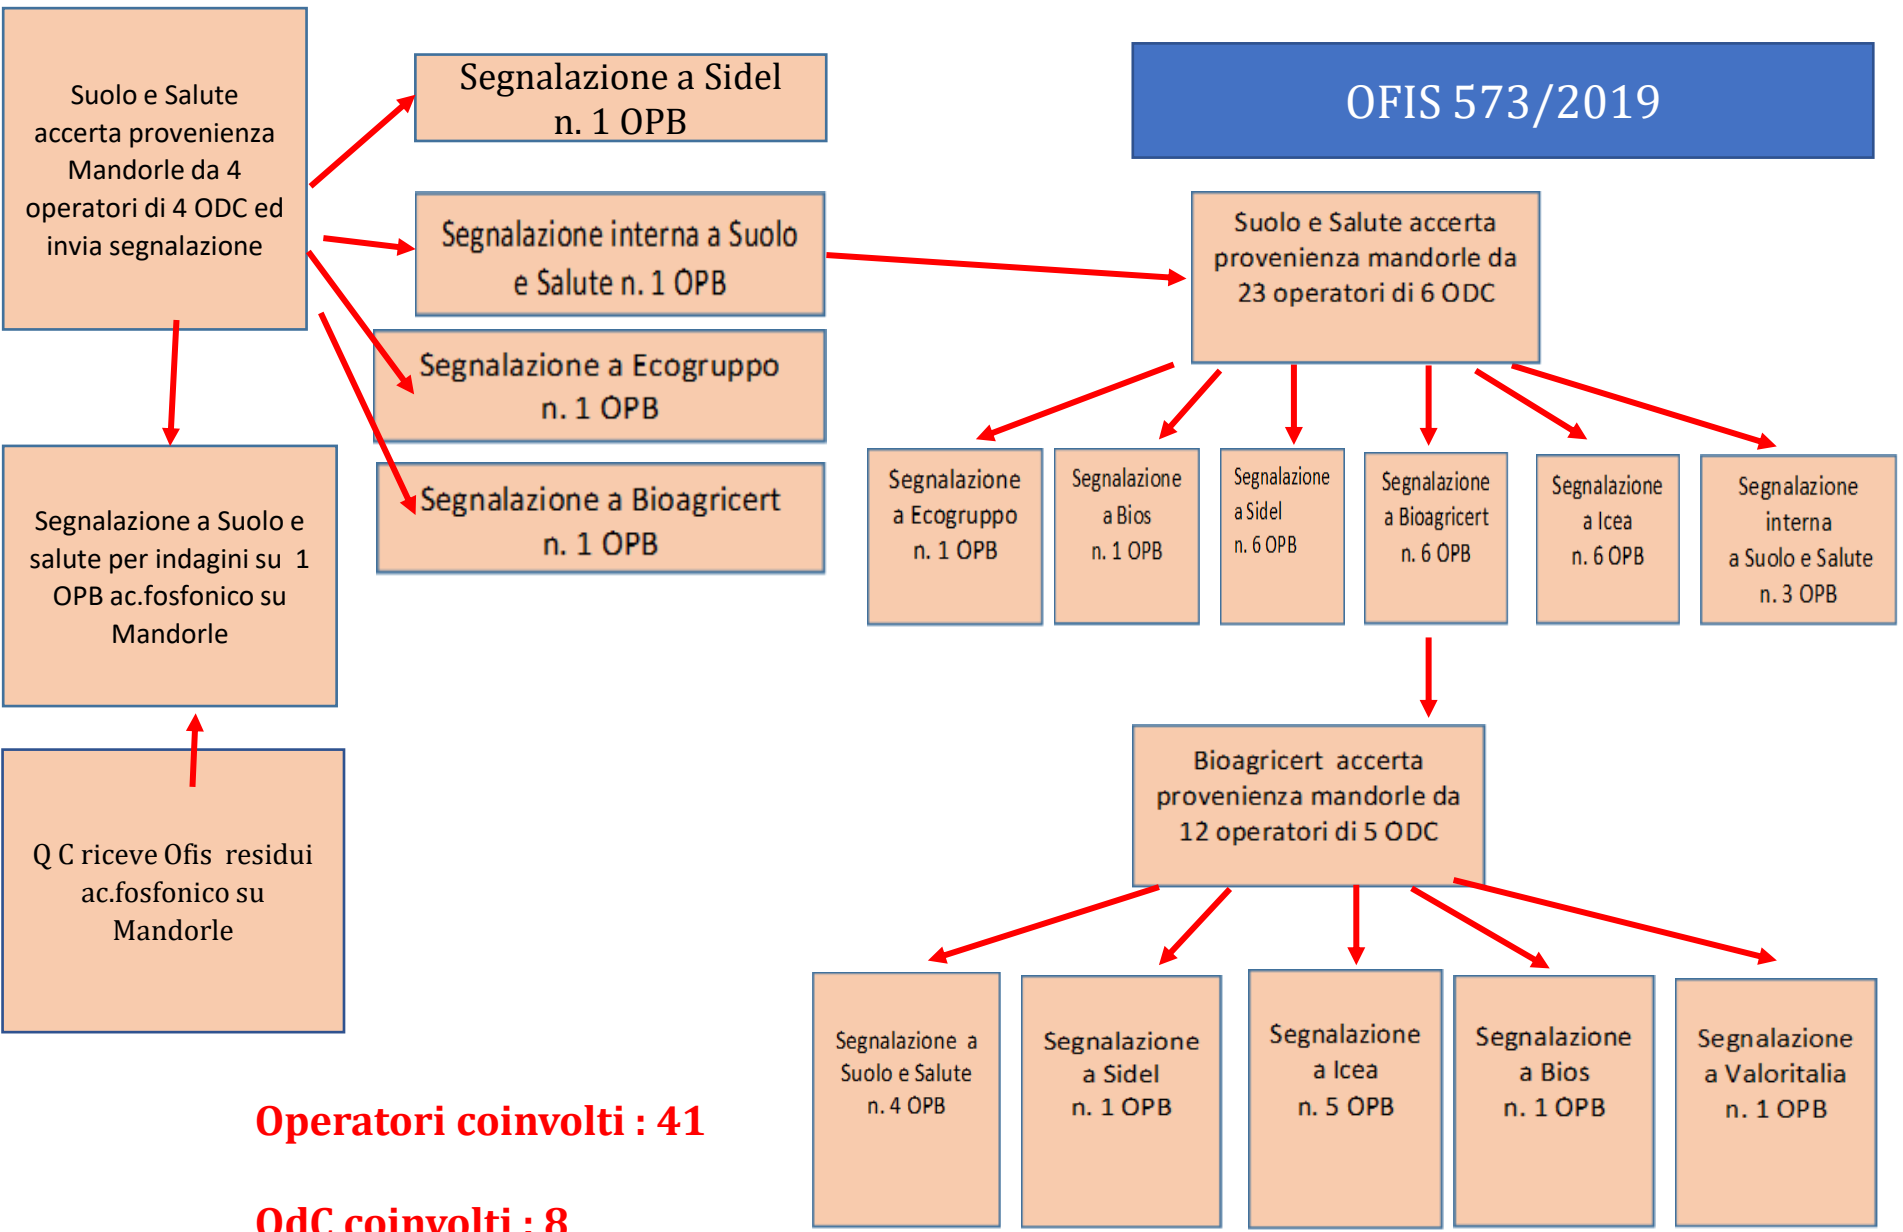 OFIS 573/2019
Suolo e Salute
accerta provenienza
Mandorle da 4
operatori di 4 ODC ed
invia segnalazione
Segnalazione a Sidel
n. 1 OPB
Segnalazione interna a Suolo
e Salute n. 1 OPB
Segnalazione a Ecogruppo
n. 1 OPB
Segnalazione a Bioagricert
n. 1 OPB
Segnalazione a Suolo e
salute per indagini su 1
OPB ac.fosfonico su
Mandorle
Q C riceve Ofis residui
ac.fosfonico su
Mandorle
Suolo e Salute accerta
provenienza mandorle da
23 operatori di 6 ODC
Segnalazione
a Ecogruppo
n. 1 OPB
Segnalazione
a Bios
n. 1 OPB
Segnalazione
a Sidel
n. 6 OPB
Segnalazione
a Bioagricert
n. 6 OPB
Segnalazione
a Icea
n. 6 OPB
Segnalazione
interna
a Suolo e Salute
n. 3 OPB
Bioagricert accerta
provenienza mandorle da
12 operatori di 5 ODC
Segnalazione a
Suolo e Salute
n. 4 OPB
Segnalazione
a Sidel
n. 1 OPB
Segnalazione
a Icea
n. 5 OPB
Segnalazione
a Bios
n. 1 OPB
Segnalazione
a Valoritalia
n. 1 OPB
Operatori coinvolti : 41
OdC coinvolti : 8